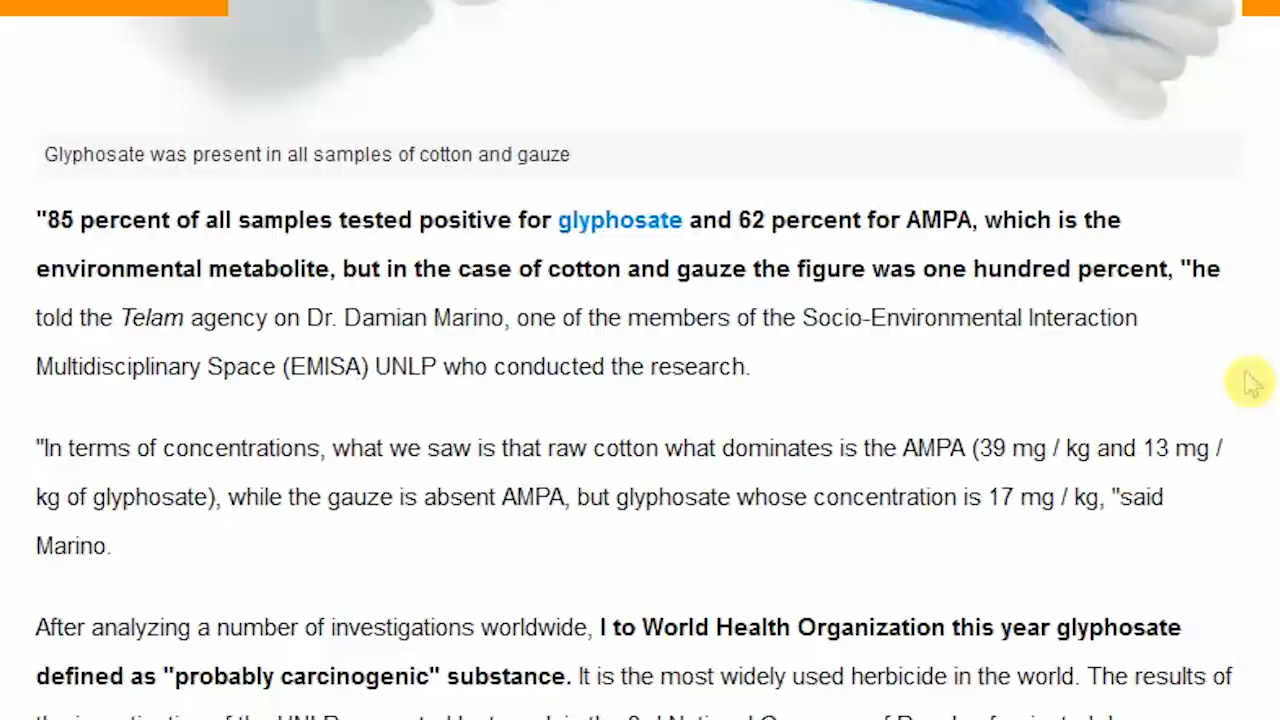 Glyphosate was present in all samples of cotton and gauze
"85 percent of all samples tested positive for glyphosate and 62 percent for AMPA, which is the
environmental metabolite, but in the case of cotton and gauze the figure was one hundred percent, "he
told the Telam agency on Dr. Damian Marino, one of the members of the Socio-Environmental Interaction
Multidisciplinary Space (EMISA) UNLP who conducted the research.
"In terms of concentrations, what we saw is that raw cotton what dominates is the AMPA (39 mg / kg and 13 mg /
kg of glyphosate), while the gauze is absent AMPA, but glyphosate whose concentration is 17 mg / kg, "said
Marino.
After analyzing a number of investigations worldwide, I to World Health Organization this year glyphosate
defined as "probably carcinogenic" substance. It is the most widely used herbicide in the world. The results of